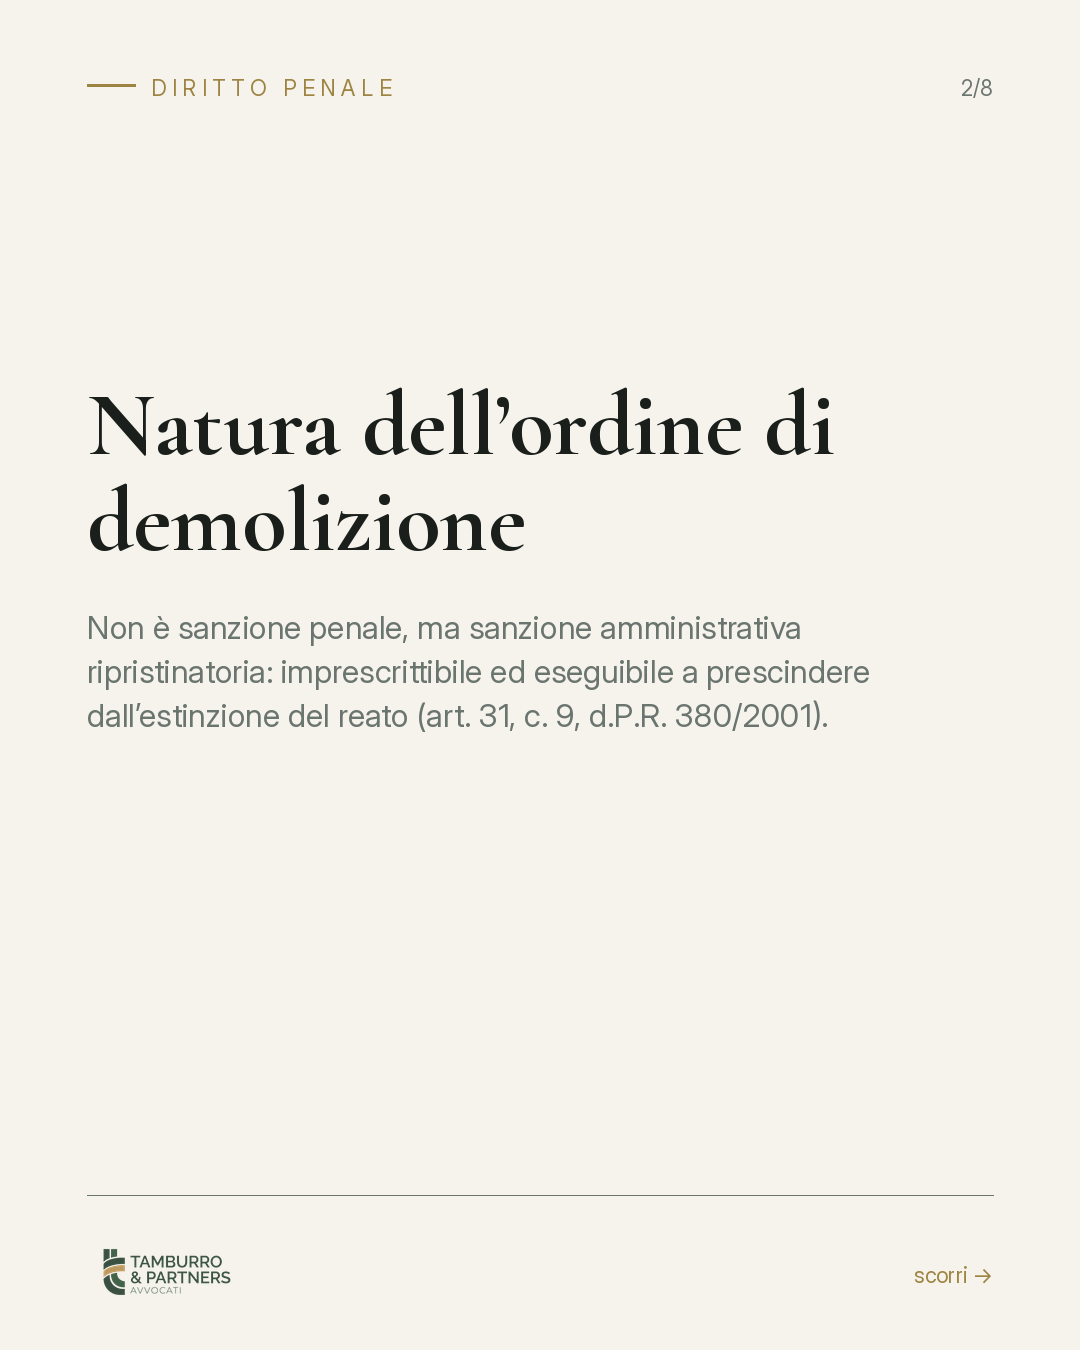 DIRITTO PENALE
2/8
Natura dell’ordine di
demolizione
Non è sanzione penale, ma sanzione amministrativa
ripristinatoria: imprescrittibile ed eseguibile a prescindere
dall’estinzione del reato (art. 31, c. 9, d.P.R. 380/2001).
TAMBURRO
& PARTNERS
AVVOCATI
scorri →